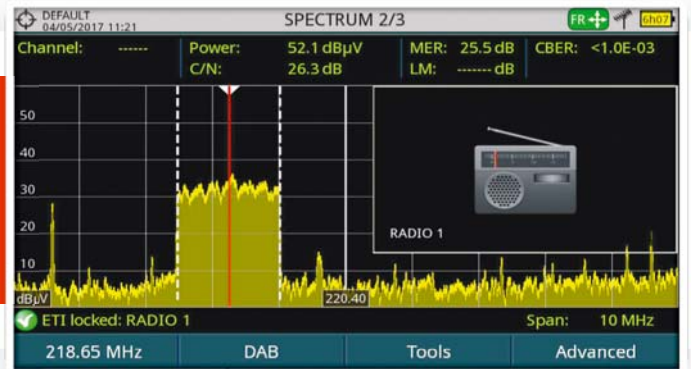 DEFAULT
04/05/2017 11:21
SPECTRUM 2/3
FR
6h07
Channel: ------
Power: 52.1 dBµV
MER: 25.5 dB
CBER: <1.0E-03
C/N: 26.3 dB
LM: ------- dB
50
40
30
20
10
RADIO 1
dBµV
220.40
ETI locked: RADIO 1
Span: 10 MHz
218.65 MHz
DAB
Tools
Advanced